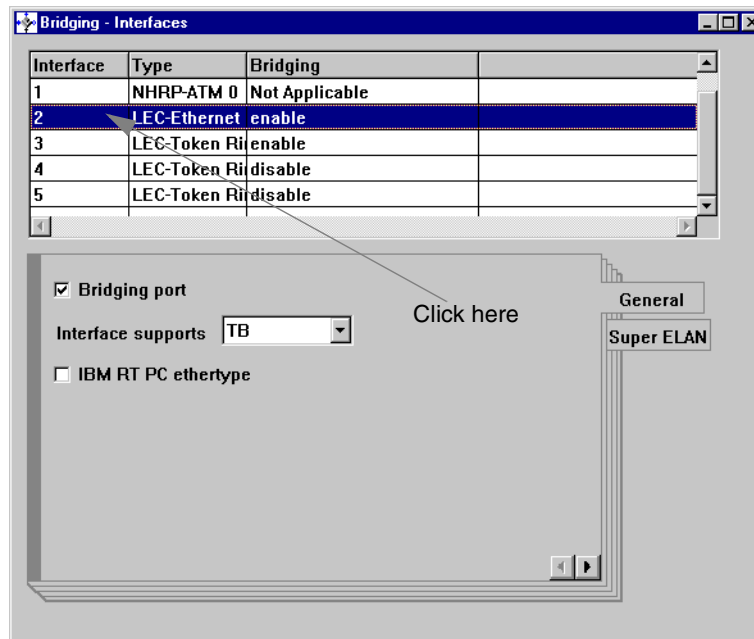 Bridging - Interfaces
Interface Type Bridging
1 NHRP-ATM 0 Not Applicable
2 LEC-Ethernet enable
3 LEC-Token Ri enable
4 LEC-Token Ri disable
5 LEC-Token Ri disable
Bridging port
Click here
General
Interface supports TB
Super ELAN
IBM RT PC ethertype